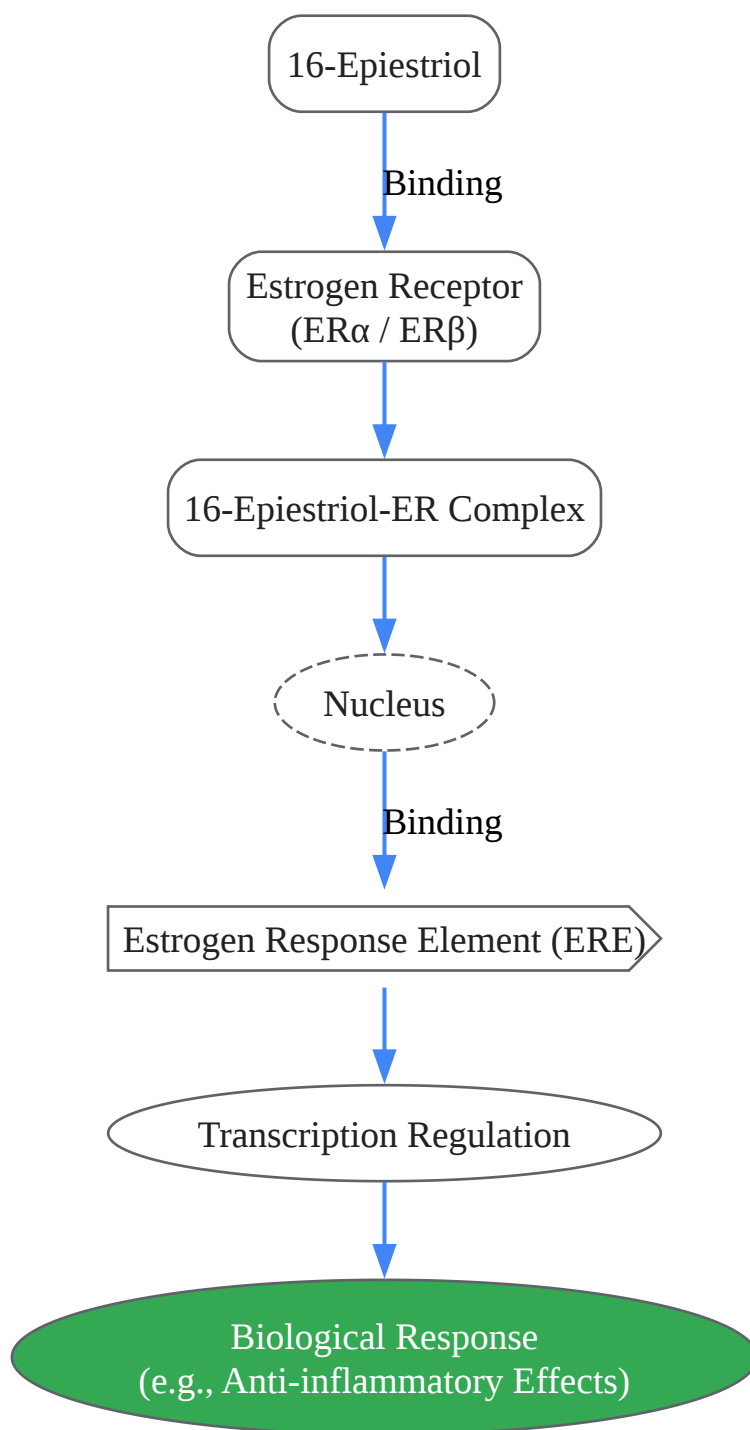 16-Epiestriol
Binding
Estrogen Receptor
(ERα / ERβ)
16-Epiestriol-ER Complex
Nucleus
Binding
Estrogen Response Element (ERE)
Transcription Regulation
Biological Response
(e.g., Anti-inflammatory Effects)